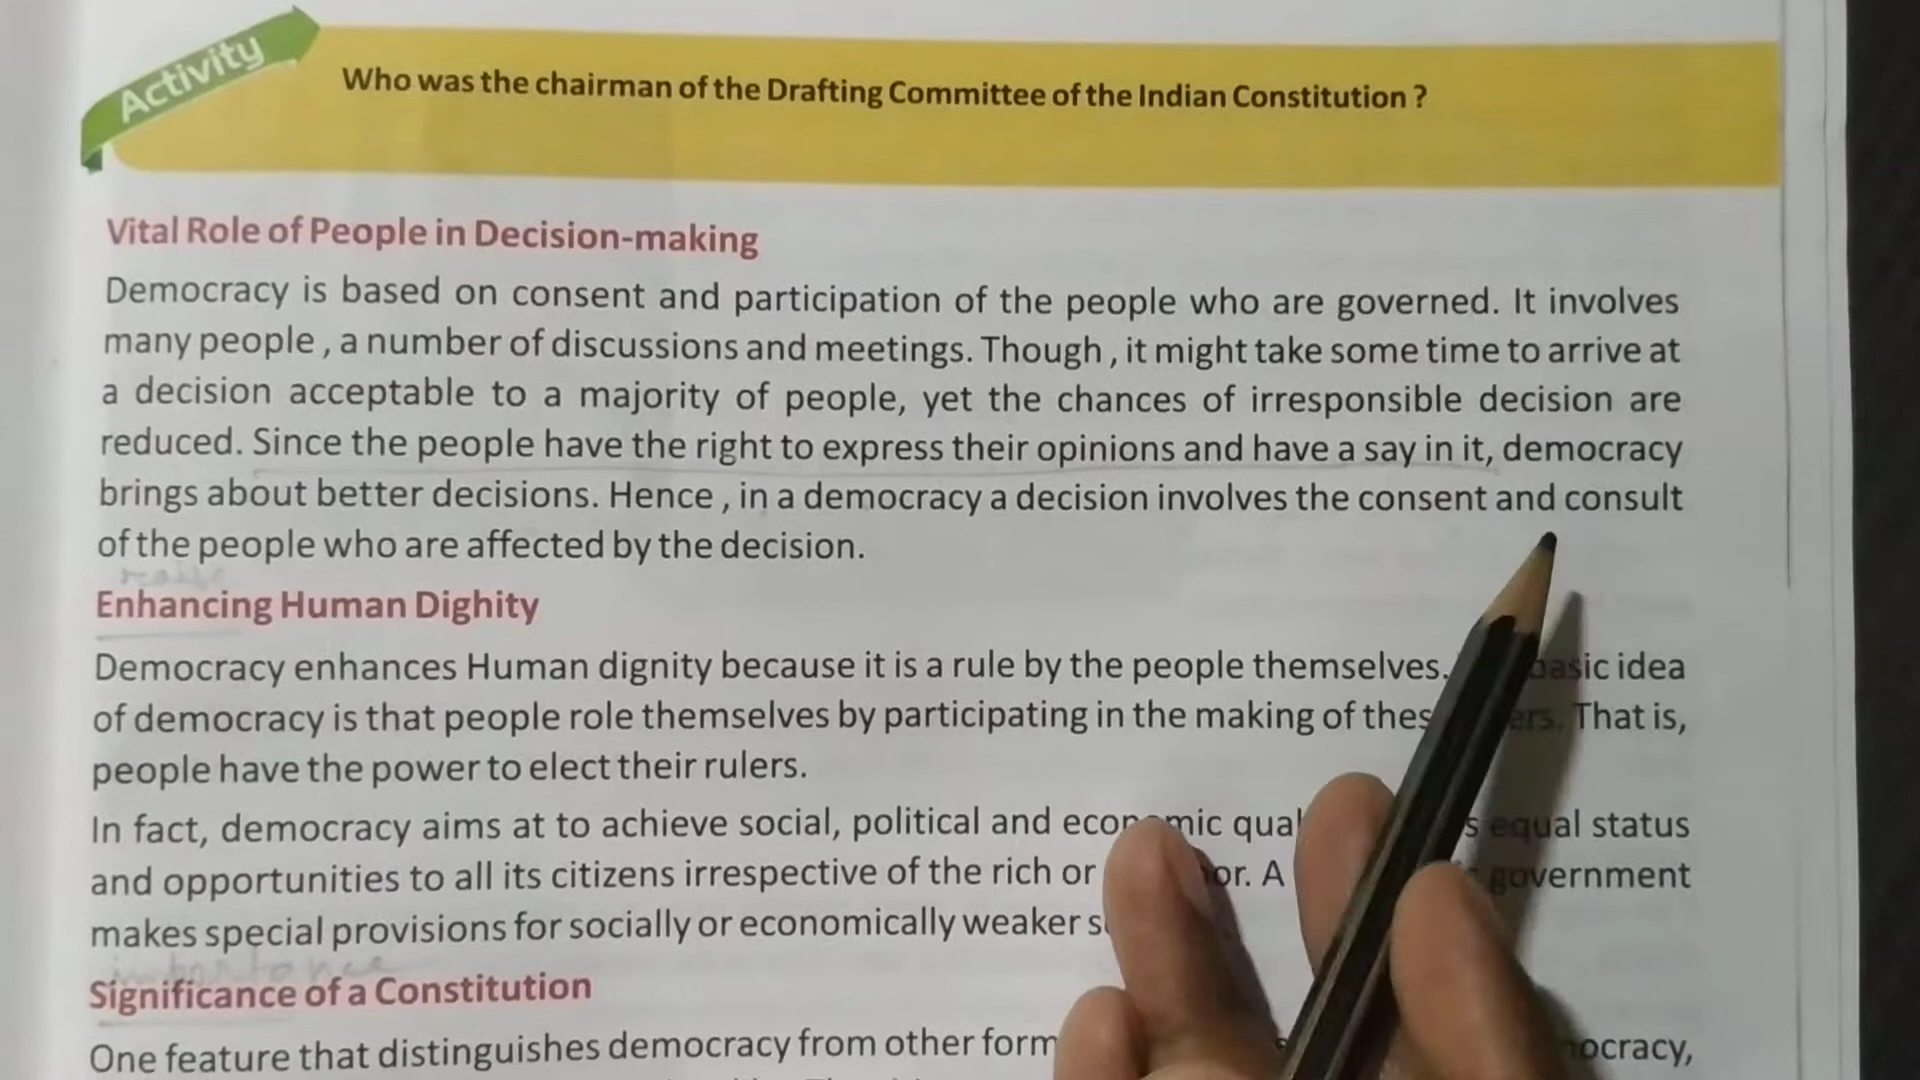 Activity
Who was the chairman of the Drafting Committee of the Indian Constitution ?
Vital Role of People in Decision-making
Democracy is based on consent and participation of the people who are governed. It involves
many people , a number of discussions and meetings. Though , it might take some time to arrive at
a decision acceptable to a majority of people, yet the chances of irresponsible decision are
reduced. Since the people have the right to express their opinions and have a say in it, democracy
brings about better decisions. Hence , in a democracy a decision involves the consent and consult
of the people who are affected by the decision.
Enhancing Human Dighity
Democracy enhances Human dignity because it is a rule by the people themselves. basic idea
of democracy is that people role themselves by participating in the making of That is,
people have the power to elect their rulers.
In fact, democracy aims at to achieve social, political and economic equal status
and opportunities to all its citizens irrespective of the rich or A government
makes special provisions for socially or economically weaker
importance
Significance of a Constitution
One feature that distinguishes democracy from other